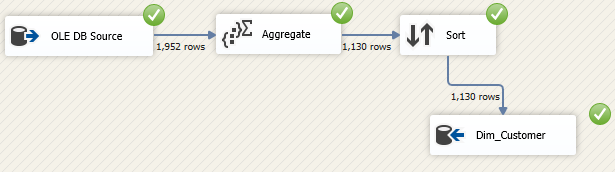 OLE DB Source
1,952 rows
Aggregate
1,130 rows
Sort
1,130 rows
Dim_Customer